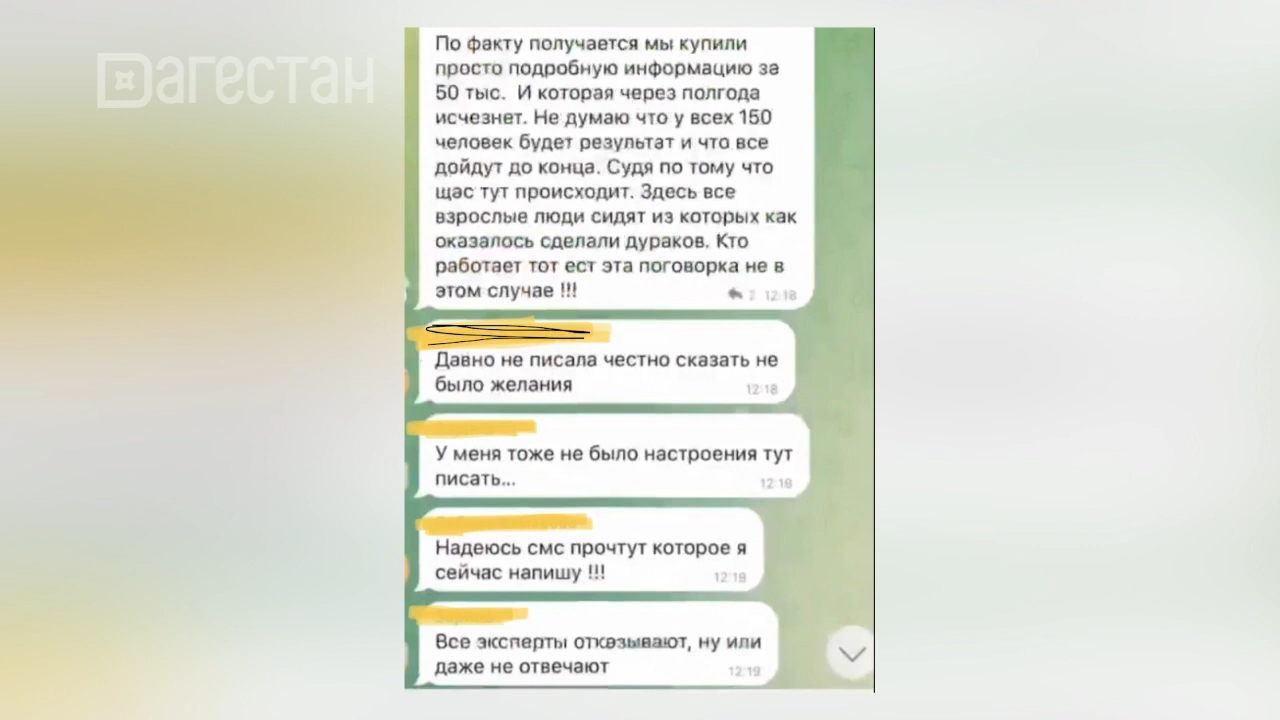 Дагестан
По факту получается мы купили
просто подробную информацию за
50 тыс. И которая через полгода
исчезнет. Не думаю что у всех 150
человек будет результат и что все
дойдут до конца. Судя по тому что
щас тут происходит. Здесь все
взрослые люди сидят из которых как
оказалось сделали дураков. Кто
работает тот ест эта поговорка не в
этом случае !!!
2 12:18
Давно не писала честно сказать не
было желания
12:18
У меня тоже не было настроения тут
писать...
12:19
Надеюсь смс прочтут которое я
сейчас напишу !!!
12:19
Все эксперты отказывают, ну или
даже не отвечают
12:19